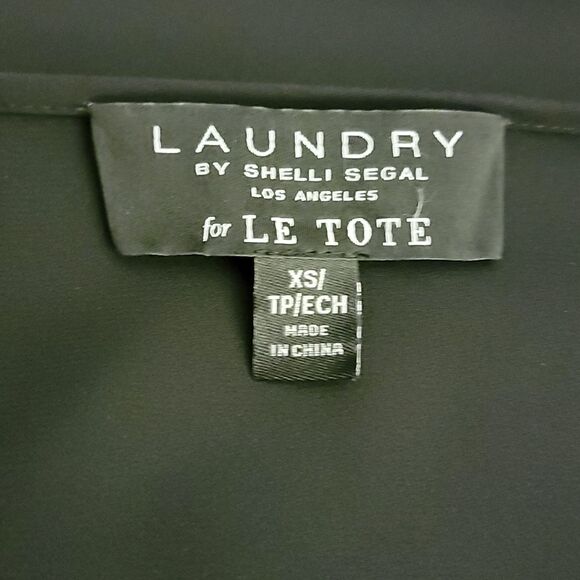 LAUNDRY
BY SHELLI SEGAL
LOS ANGELES
for LE TOTE
XS/
TP/ECH
MADE
IN CHINA